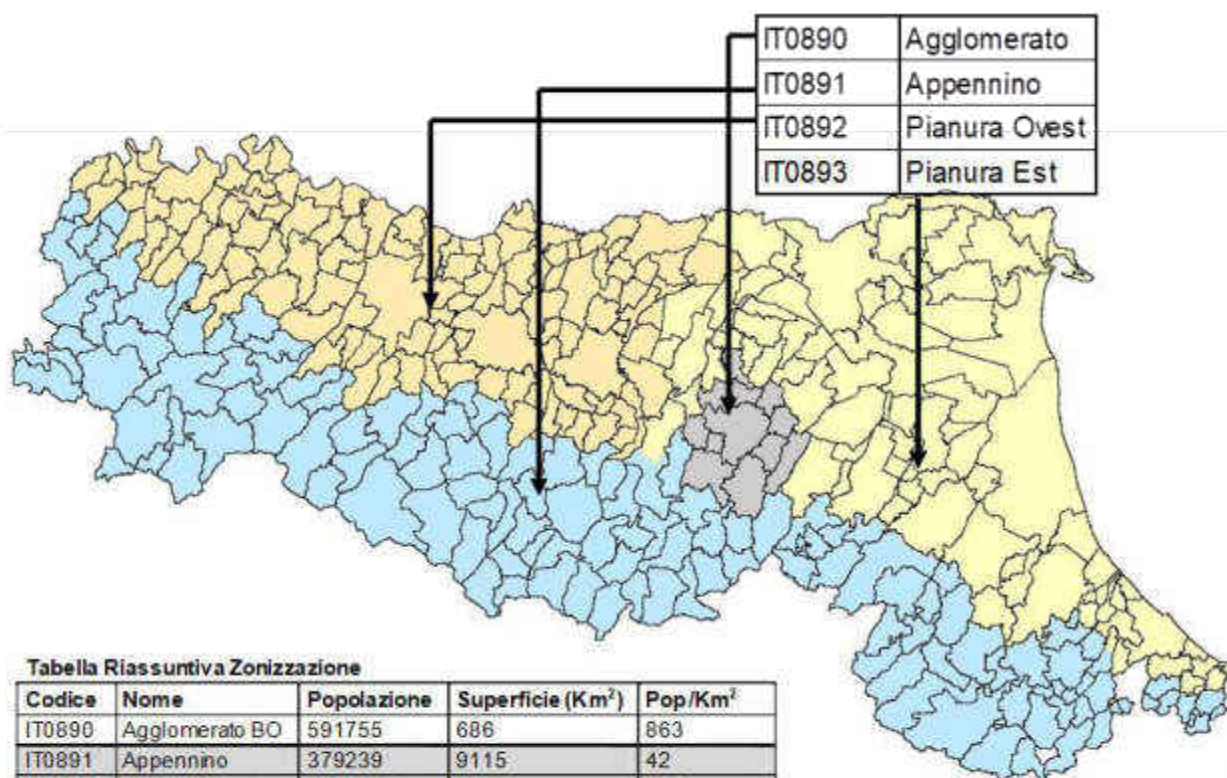 IT0890 Agglomerato
IT0891 Appennino
IT0892 Pianura Ovest
IT0893 Pianura Est
Tabella Riassuntiva Zonizzazione
Codice Nome Popolazione Superficie (Km²) Pop/Km²
IT0890 Agglomerato BO 591755 686 863
IT0891 Appennino 379239 9115 42